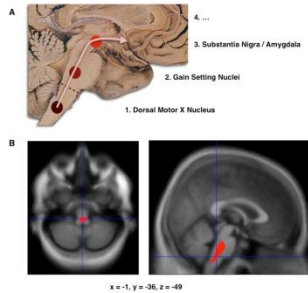 A
4. ...
3. Substantia Nigra / Amygdala
2. Gain Setting Nuclei
1. Dorsal Motor X Nucleus
B
x = -1, y = -36, z = -49